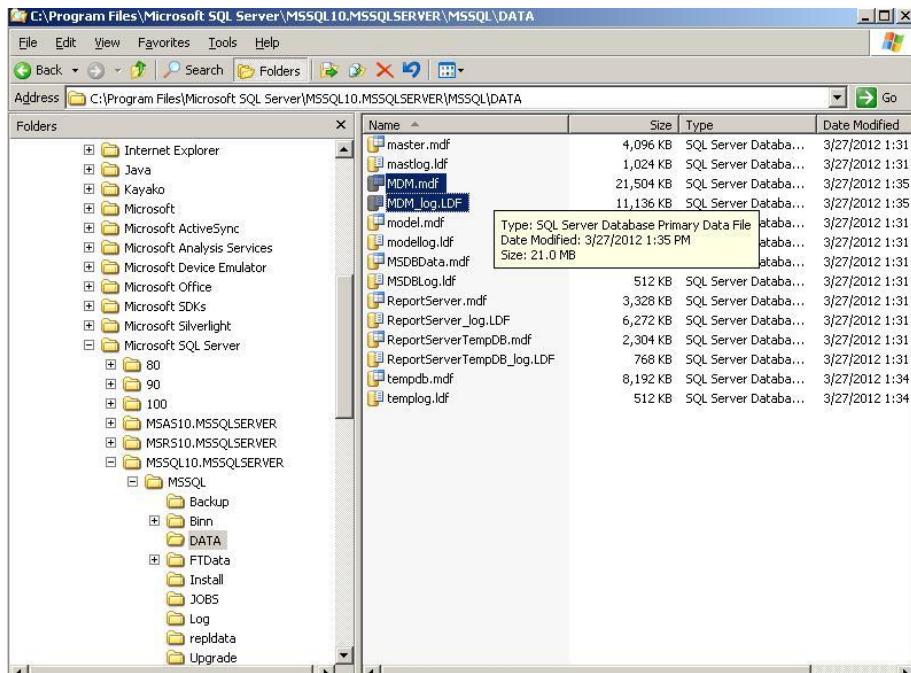 C:\Program Files\Microsoft SQL Server\MSSQL10.MSSQLSERVER\MSSQL\DATA
File Edit View Favorites Tools Help
Back Search Folders
Address C:\Program Files\Microsoft SQL Server\MSSQL10.MSSQLSERVER\MSSQL\DATA Go
Folders
Internet Explorer
Java
Kayako
Microsoft
Microsoft ActiveSync
Microsoft Analysis Services
Microsoft Device Emulator
Microsoft Office
Microsoft SDKs
Microsoft Silverlight
Microsoft SQL Server
80
90
100
MSAS10.MSSQLSERVER
MSRS10.MSSQLSERVER
MSSQL10.MSSQLSERVER
MSSQL
Backup
Binn
DATA
FTData
Install
JOBS
Log
repldata
Upgrade
Name Size Type Date Modified
master.mdf 4,096 KB SQL Server Databa... 3/27/2012 1:31
mastlog.ldf 1,024 KB SQL Server Databa... 3/27/2012 1:31
MDM.mdf 21,504 KB SQL Server Databa... 3/27/2012 1:35
MDM_log.LDF 11,136 KB SQL Server Databa... 3/27/2012 1:35
model.mdf ataba... 3/27/2012 1:31
modellog.ldf ataba... 3/27/2012 1:31
MSDBData.mdf ataba... 3/27/2012 1:31
Type: SQL Server Database Primary Data File
Date Modified: 3/27/2012 1:35 PM
Size: 21.0 MB
MSDBLog.ldf 512 KB SQL Server Databa... 3/27/2012 1:31
ReportServer.mdf 3,328 KB SQL Server Databa... 3/27/2012 1:31
ReportServer_log.LDF 6,272 KB SQL Server Databa... 3/27/2012 1:31
ReportServerTempDB.mdf 2,304 KB SQL Server Databa... 3/27/2012 1:31
ReportServerTempDB_log.LDF 768 KB SQL Server Databa... 3/27/2012 1:31
tempdb.mdf 8,192 KB SQL Server Databa... 3/27/2012 1:34
templog.ldf 512 KB SQL Server Databa... 3/27/2012 1:34